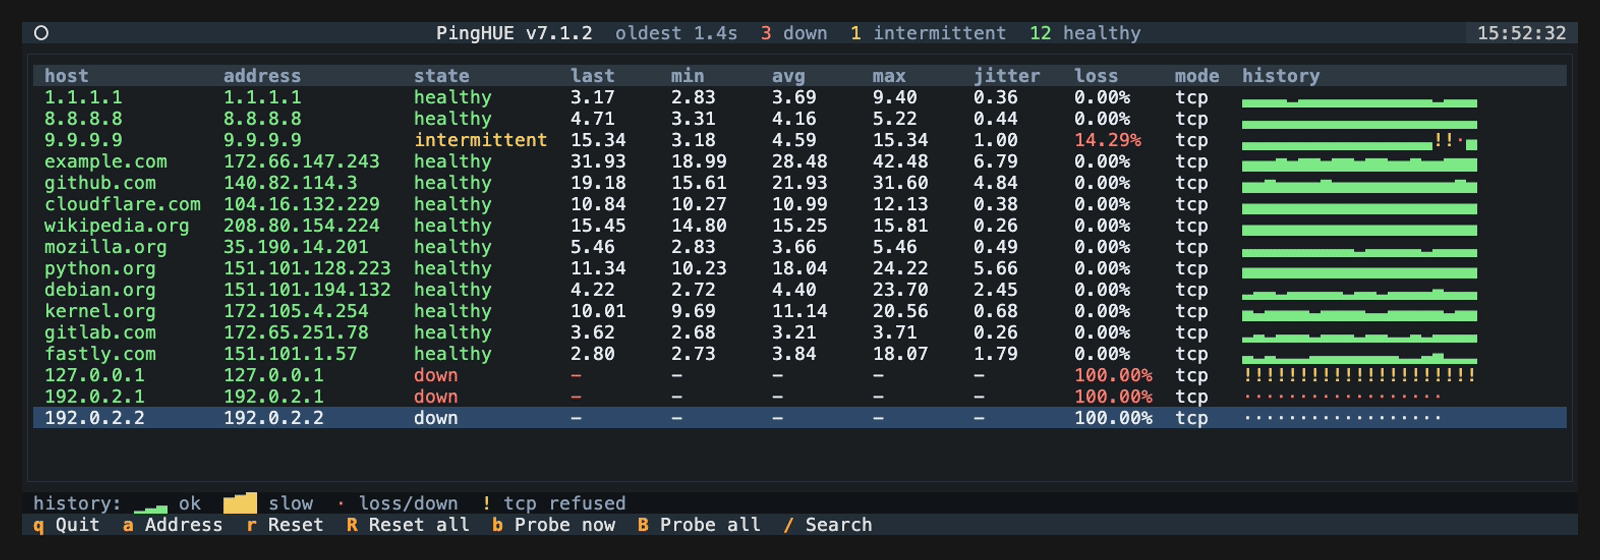 PingHUE v7.1.2 oldest 1.4s 3 down 1 intermittent 12 healthy 15:52:32
host address state last min avg max jitter loss mode history
1.1.1.1 1.1.1.1 healthy 3.17 2.83 3.69 9.40 0.36 0.00% tcp
8.8.8.8 8.8.8.8 healthy 4.71 3.31 4.16 5.22 0.44 0.00% tcp
9.9.9.9 9.9.9.9 intermittent 15.34 3.18 4.59 15.34 1.00 14.29% tcp !!·
example.com 172.66.147.243 healthy 31.93 18.99 28.48 42.48 6.79 0.00% tcp
github.com 140.82.114.3 healthy 19.18 15.61 21.93 31.60 4.84 0.00% tcp
cloudflare.com 104.16.132.229 healthy 10.84 10.27 10.99 12.13 0.38 0.00% tcp
wikipedia.org 208.80.154.224 healthy 15.45 14.80 15.25 15.81 0.26 0.00% tcp
mozilla.org 35.190.14.201 healthy 5.46 2.83 3.66 5.46 0.49 0.00% tcp
python.org 151.101.128.223 healthy 11.34 10.23 18.04 24.22 5.66 0.00% tcp
debian.org 151.101.194.132 healthy 4.22 2.72 4.40 23.70 2.45 0.00% tcp
kernel.org 172.105.4.254 healthy 10.01 9.69 11.14 20.56 0.68 0.00% tcp
gitlab.com 172.65.251.78 healthy 3.62 2.68 3.21 3.71 0.26 0.00% tcp
fastly.com 151.101.1.57 healthy 2.80 2.73 3.84 18.07 1.79 0.00% tcp
127.0.0.1 127.0.0.1 down – – – – – 100.00% tcp !!!!!!!!!!!!!!!!!!!!!
192.0.2.1 192.0.2.1 down – – – – – 100.00% tcp ··················
192.0.2.2 192.0.2.2 down – – – – – 100.00% tcp ··················
history: ok slow · loss/down ! tcp refused
q Quit a Address r Reset R Reset all b Probe now B Probe all / Search